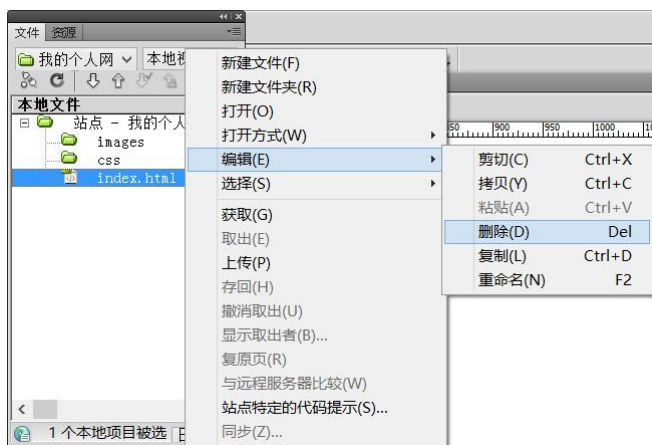 文件 资源
我的个人网 本地视
本地文件
站点 - 我的个人
images
css
index.html
1 个本地项目被选
新建文件(F)
新建文件夹(R)
打开(O)
打开方式(W)
编辑(E)
选择(S)
获取(G)
取出(E)
上传(P)
存回(H)
撤消取出(U)
显示取出者(B)...
复原页(R)
与远程服务器比较(W)
站点特定的代码提示(S)...
同步(Z)...
50 900 950 1000
剪切(C) Ctrl+X
拷贝(Y) Ctrl+C
粘贴(A) Ctrl+V
删除(D) Del
复制(L) Ctrl+D
重命名(N) F2